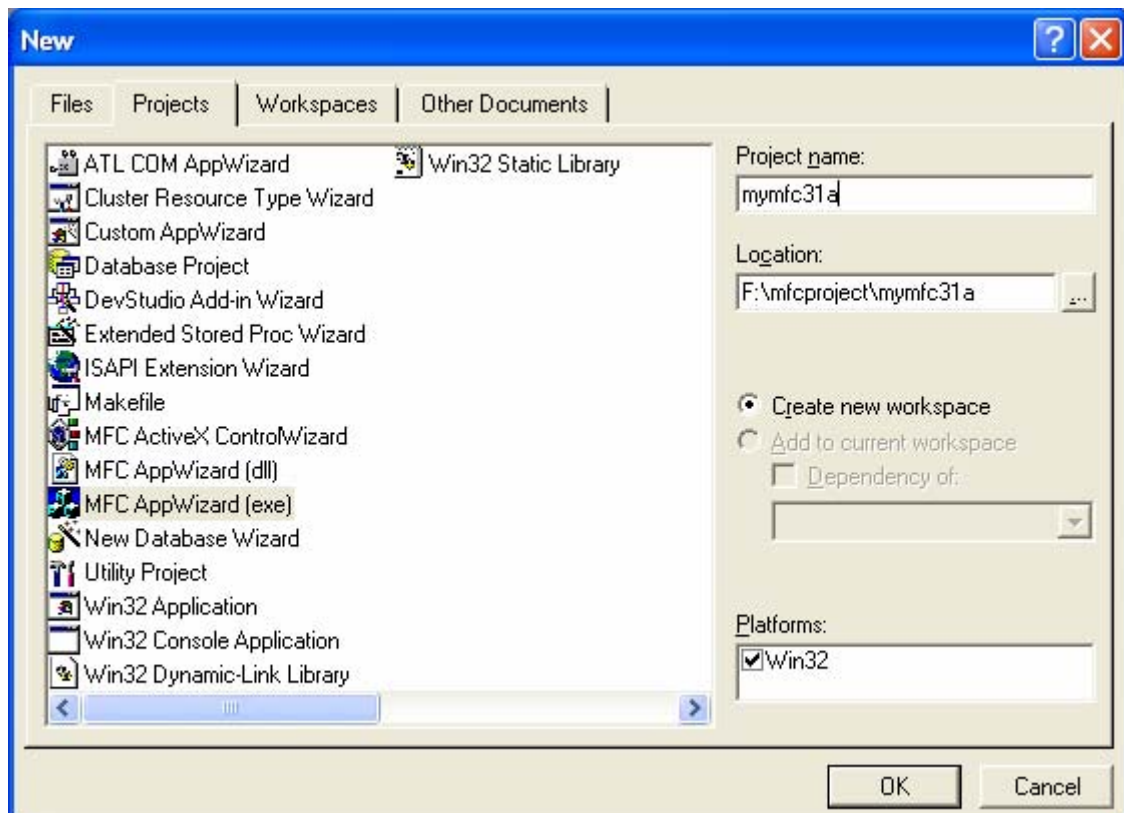 New
Files Projects Workspaces Other Documents
ATL COM AppWizard
Cluster Resource Type Wizard
Custom AppWizard
Database Project
DevStudio Add-in Wizard
Extended Stored Proc Wizard
ISAPI Extension Wizard
Makefile
MFC ActiveX ControlWizard
MFC AppWizard (dll)
MFC AppWizard (exe)
New Database Wizard
Utility Project
Win32 Application
Win32 Console Application
Win32 Dynamic-Link Library
Win32 Static Library
Project name:
mymfc31a
Location:
F:\mfcproject\mymfc31a
...
Create new workspace
Add to current workspace
Dependency of:
Platforms:
Win32
OK Cancel